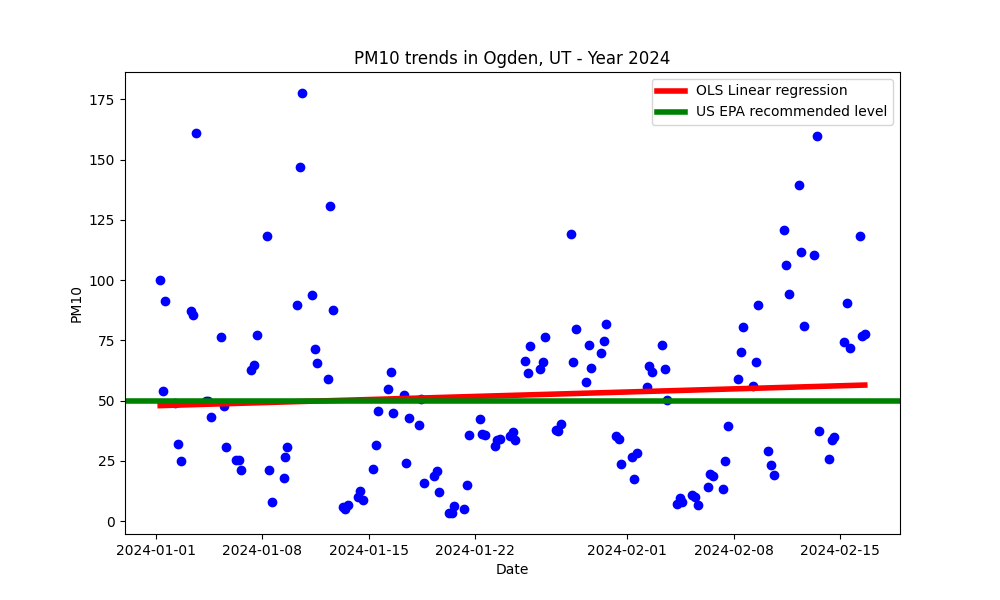 PM10 trends in Ogden, UT - Year 2024
OLS Linear regression
US EPA recommended level
175
150
125
100
75
50
25
0
PM10
2024-01-01 2024-01-08 2024-01-15 2024-01-22 2024-02-01 2024-02-08 2024-02-15
Date